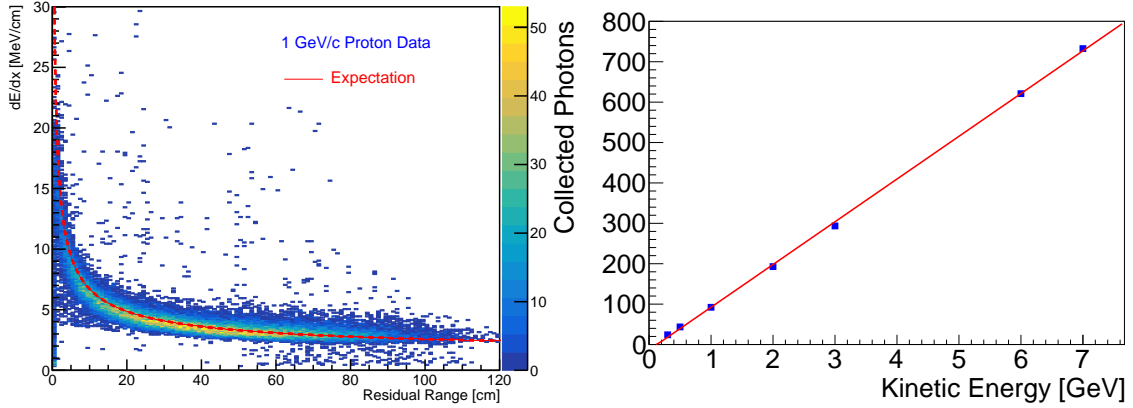 dE/dx [MeV/cm]
30
25
20
15
10
5
0
0 20 40 60 80 100 120
Residual Range [cm]
1 GeV/c Proton Data
Expectation
50
40
30
20
10
0
Collected Photons
800
700
600
500
400
300
200
100
0
0 1 2 3 4 5 6 7
Kinetic Energy [GeV]